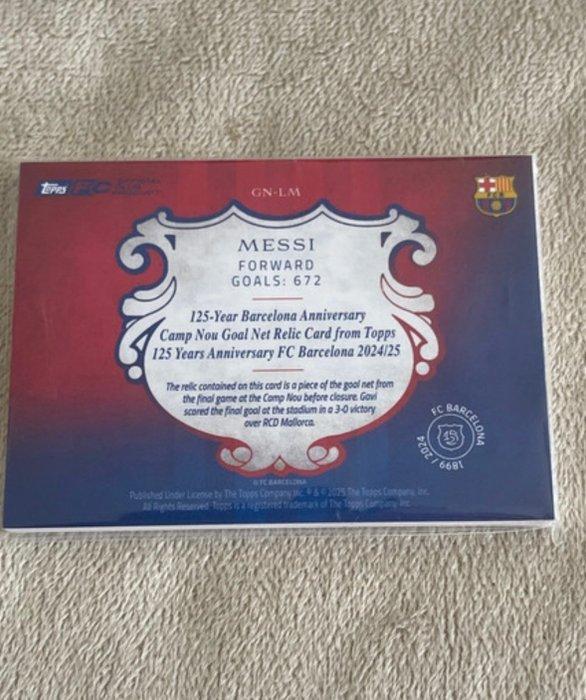 Topps FC
GN-LM
MESSI
FORWARD
GOALS: 672
125-Year Barcelona Anniversary
Camp Nou Goal Net Relic Card from Topps
125 Years Anniversary FC Barcelona 2024/25
The relic contained on this card is a piece of the goal net from
the final game at the Camp Nou before closure. Gavi
scored the final goal at the stadium in a 3-0 victory
over RCD Mallorca.
FC BARCELONA
125
1899 / 2024
© FC BARCELONA
Published Under License by The Topps Company Inc. ® & © 2025 The Topps Company, Inc.
All Rights Reserved. Topps is a registered trademark of The Topps Company, Inc.